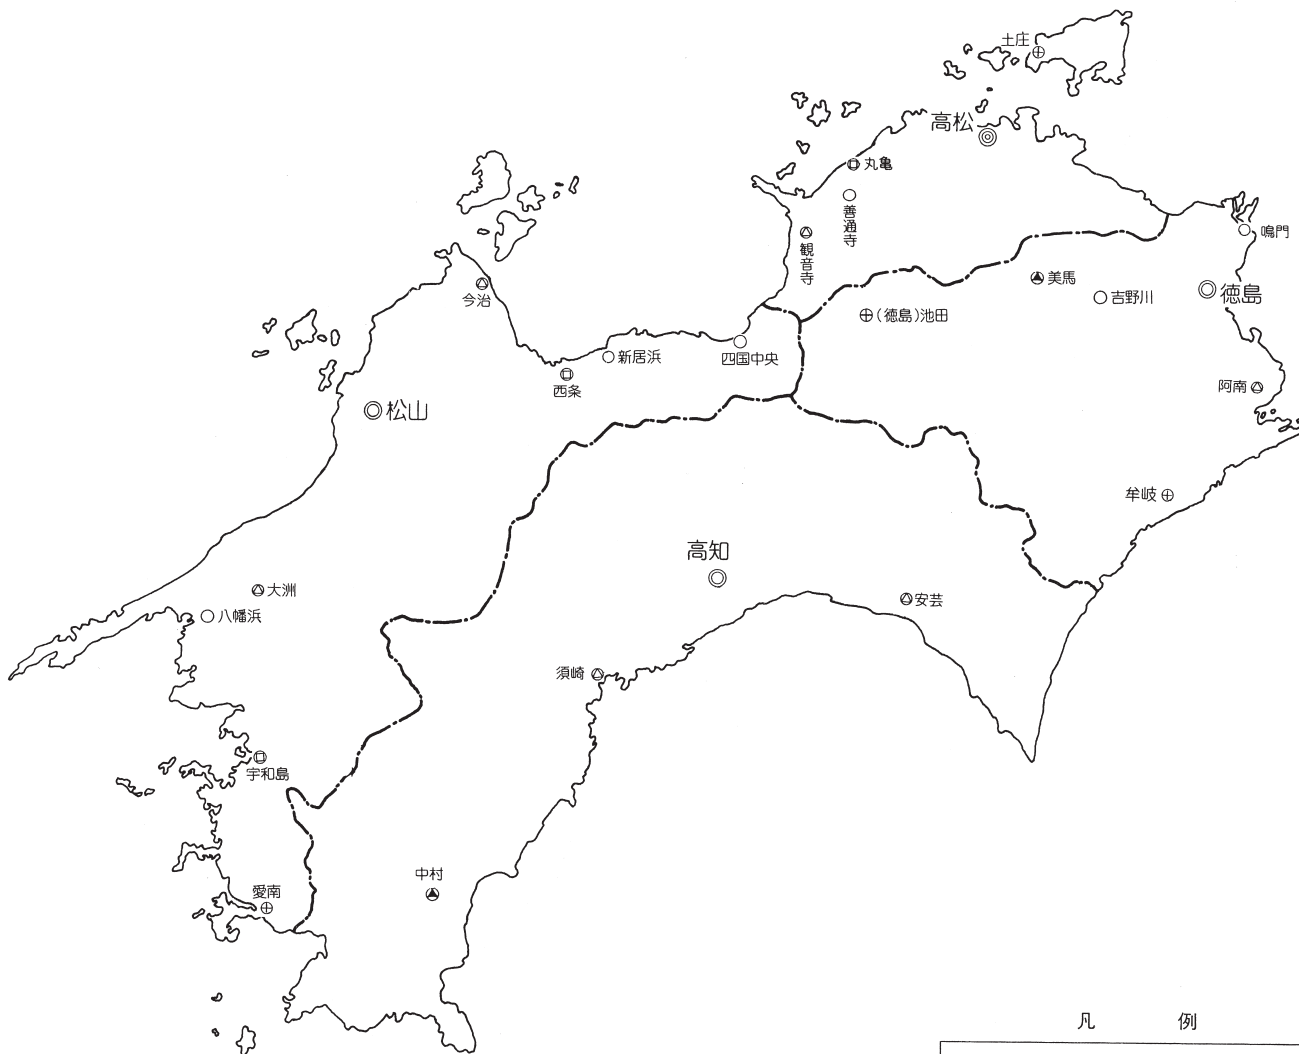 土庄
高松
丸亀
善通寺
観音寺
鳴門
美馬
吉野川
徳島
(徳島)池田
今治
新居浜
四国中央
西条
松山
阿南
牟岐
高知
大洲
八幡浜
安芸
須崎
宇和島
中村
愛南
凡 例